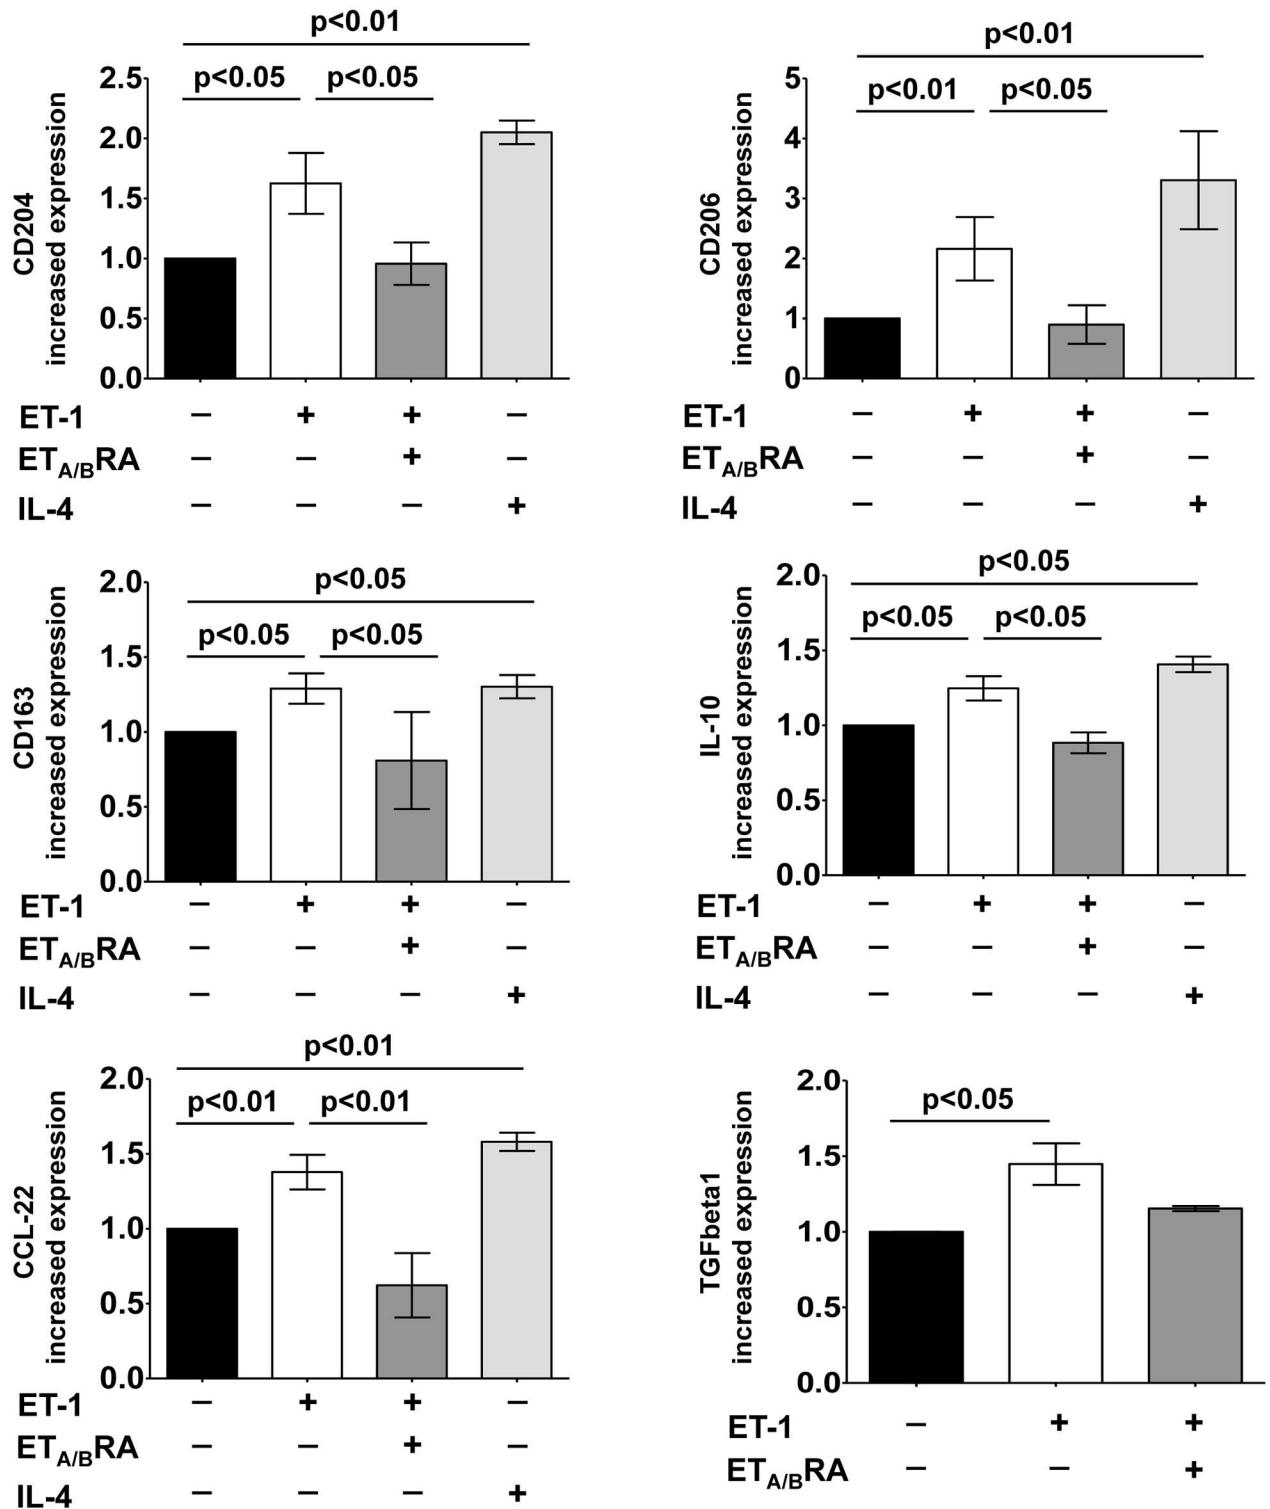 p<0.01
p<0.05 p<0.05
CD204
increased expression
2.5
2.0
1.5
1.0
0.5
0.0
ET-1 – + + –
ETA/BRA – – + –
IL-4 – – – +
p<0.01
p<0.01 p<0.05
CD206
increased expression
5
4
3
2
1
0
ET-1 – + + –
ETA/BRA – – + –
IL-4 – – – +
p<0.05
p<0.05 p<0.05
CD163
increased expression
2.0
1.5
1.0
0.5
0.0
ET-1 – + + –
ETA/BRA – – + –
IL-4 – – – +
p<0.05
p<0.05 p<0.05
IL-10
increased expression
2.0
1.5
1.0
0.5
0.0
ET-1 – + + –
ETA/BRA – – + –
IL-4 – – – +
p<0.01
p<0.01 p<0.01
CCL-22
increased expression
2.0
1.5
1.0
0.5
0.0
ET-1 – + + –
ETA/BRA – – + –
IL-4 – – – +
p<0.05
TGFbeta1
increased expression
2.0
1.5
1.0
0.5
0.0
ET-1 – + +
ETA/BRA – – +